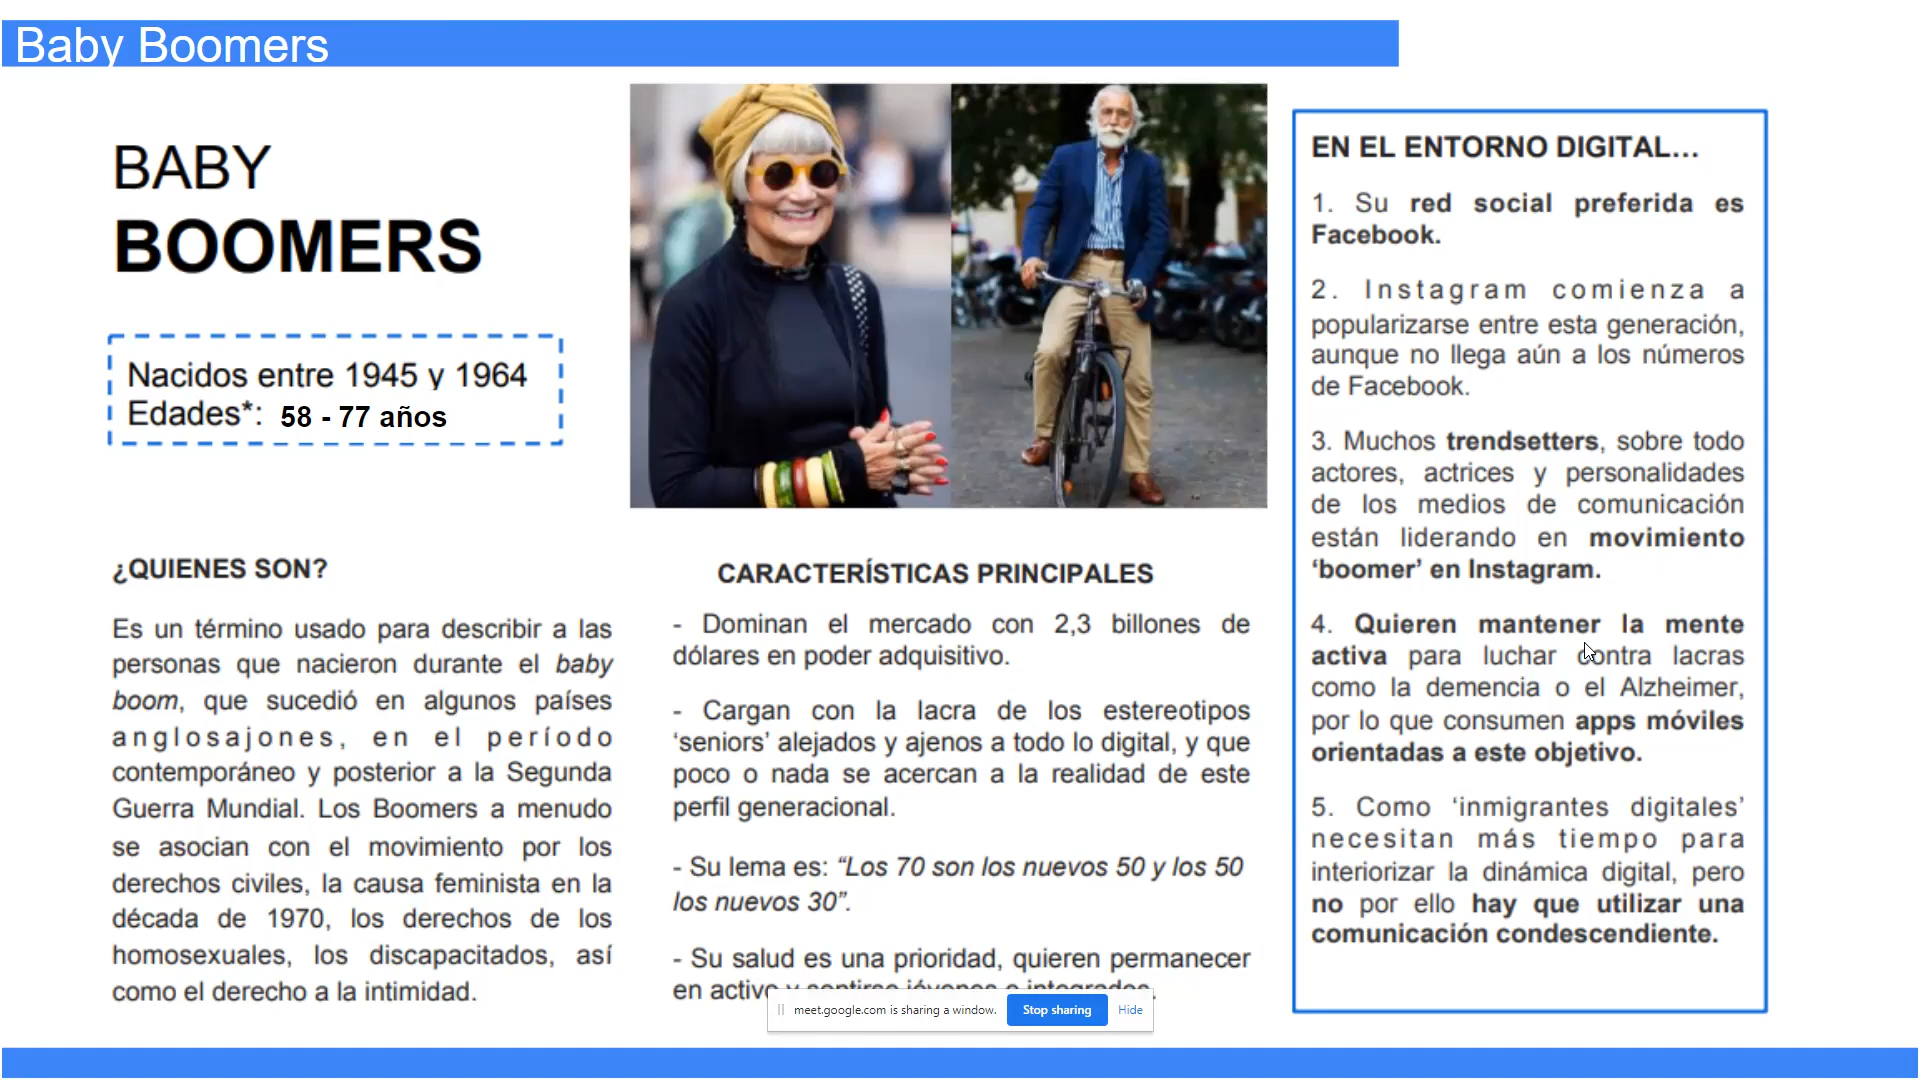 Baby Boomers
BABY
BOOMERS
Nacidos entre 1945 y 1964
Edades*: 58 - 77 años
¿QUIENES SON?
Es un término usado para describir a las
personas que nacieron durante el baby
boom, que sucedió en algunos países
anglosajones, en el período
contemporáneo y posterior a la Segunda
Guerra Mundial. Los Boomers a menudo
se asocian con el movimiento por los
derechos civiles, la causa feminista en la
década de 1970, los derechos de los
homosexuales, los discapacitados, así
como el derecho a la intimidad.
CARACTERÍSTICAS PRINCIPALES
- Dominan el mercado con 2,3 billones de
dólares en poder adquisitivo.
- Cargan con la lacra de los estereotipos
‘seniors’ alejados y ajenos a todo lo digital, y que
poco o nada se acercan a la realidad de este
perfil generacional.
- Su lema es: “Los 70 son los nuevos 50 y los 50
los nuevos 30”.
- Su salud es una prioridad, quieren permanecer
en activo y sentirse jóvenes e integrados.
EN EL ENTORNO DIGITAL...
1. Su red social preferida es
Facebook.
2. Instagram comienza a
popularizarse entre esta generación,
aunque no llega aún a los números
de Facebook.
3. Muchos trendsetters, sobre todo
actores, actrices y personalidades
de los medios de comunicación
están liderando en movimiento
‘boomer’ en Instagram.
4. Quieren mantener la mente
activa para luchar contra lacras
como la demencia o el Alzheimer,
por lo que consumen apps móviles
orientadas a este objetivo.
5. Como ‘inmigrantes digitales’
necesitan más tiempo para
interiorizar la dinámica digital, pero
no por ello hay que utilizar una
comunicación condescendiente.
meet.google.com is sharing a window. Stop sharing Hide